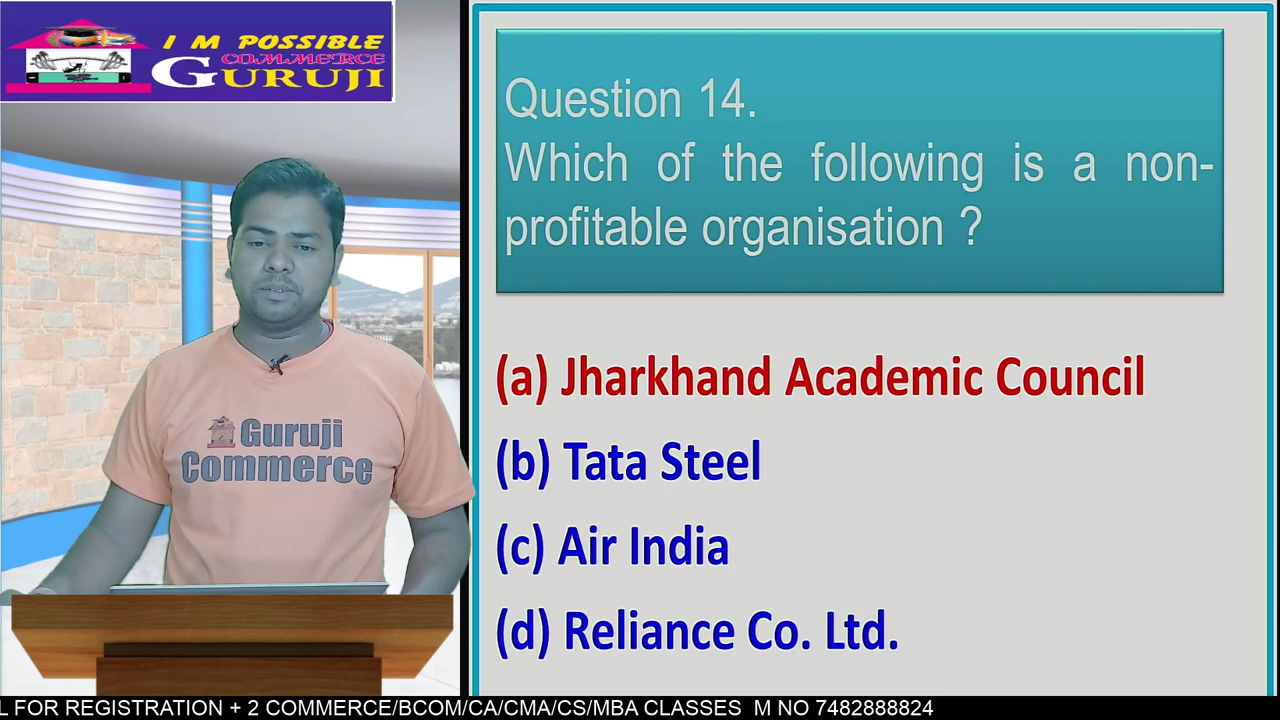 I M POSSIBLE
COMMERCE
GURUJI
Question 14.
Which of the following is a non-
profitable organisation ?
(a) Jharkhand Academic Council
(b) Tata Steel
(c) Air India
(d) Reliance Co. Ltd.
Guruji
Commerce
L FOR REGISTRATION + 2 COMMERCE/BCOM/CA/CMA/CS/MBA CLASSES M NO 7482888824